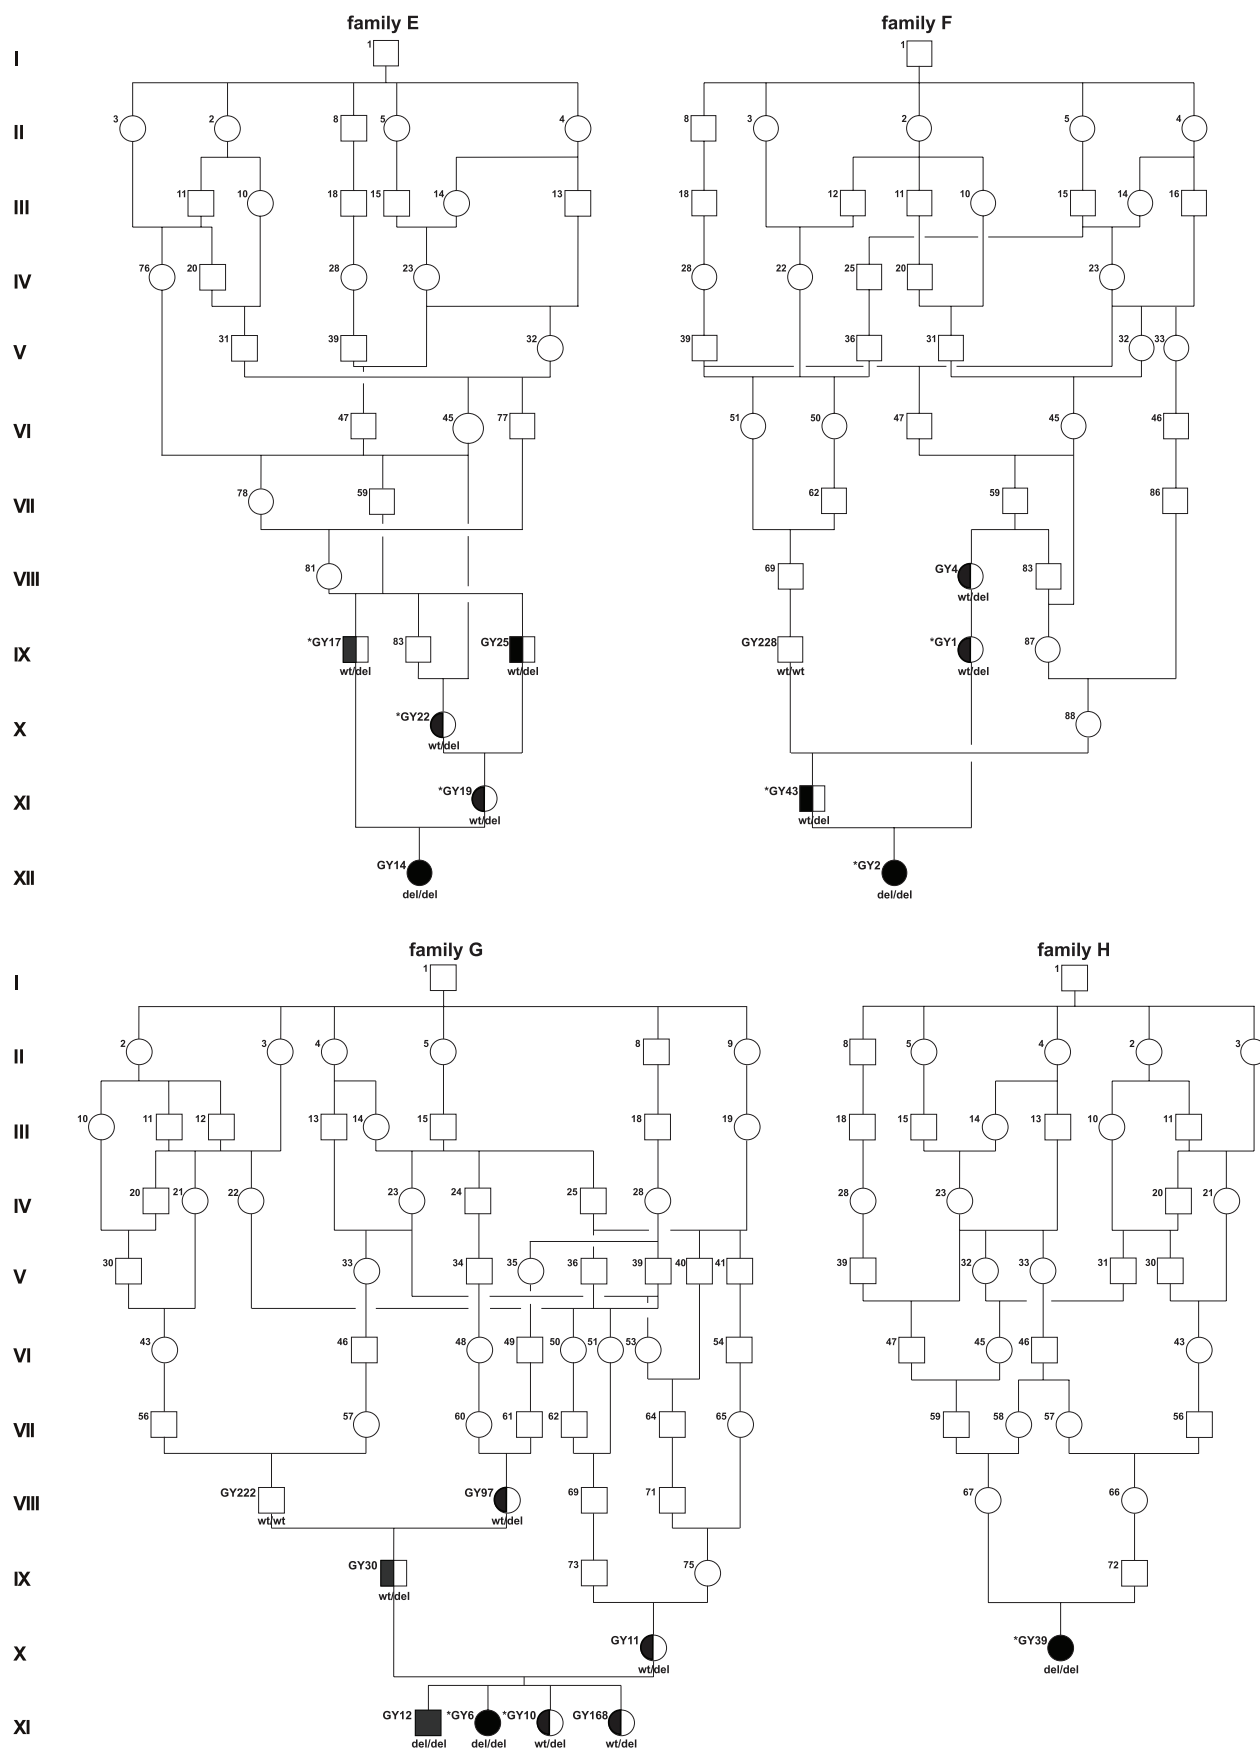 family E
family F
I
1
1
II
3
2
8
5
4
8
3
2
5
4
III
11
10
18
15
14
13
18
12
11
10
15
14
16
IV
76
20
28
23
28
22
25
20
23
V
31
39
32
39
36
31
32
33
VI
47
45
77
51
50
47
45
46
VII
78
59
62
59
86
VIII
81
69
GY4
wt/del
83
IX
*GY17
wt/del
83
GY25
wt/del
GY228
wt/wt
*GY1
wt/del
87
X
*GY22
wt/del
88
XI
*GY19
wt/del
*GY43
wt/del
XII
GY14
del/del
*GY2
del/del
family G
family H
I
1
1
II
2
3
4
5
8
9
8
5
4
2
3
III
10
11
12
13
14
15
18
19
18
15
14
13
10
11
IV
20
21
22
23
24
25
28
28
23
20
21
V
30
33
34
35
36
39
40
41
39
32
33
31
30
VI
43
46
48
49
50
51
53
54
47
45
46
43
VII
56
57
60
61
62
64
65
59
58
57
56
VIII
GY222
wt/wt
GY97
wt/del
69
71
67
66
IX
GY30
wt/del
73
75
72
X
GY11
wt/del
*GY39
del/del
XI
GY12
del/del
*GY6
del/del
*GY10
wt/del
GY168
wt/del